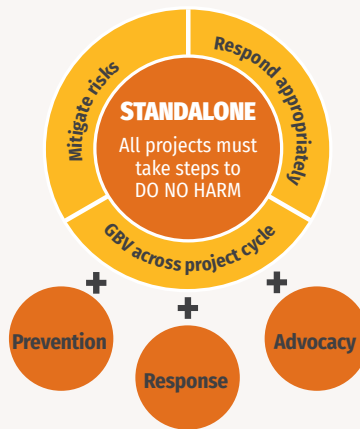 Mitigate risks
Respond appropriately
STANDALONE
All projects must
take steps to
DO NO HARM
GBV across project cycle
+
+
+
Prevention
Response
Advocacy